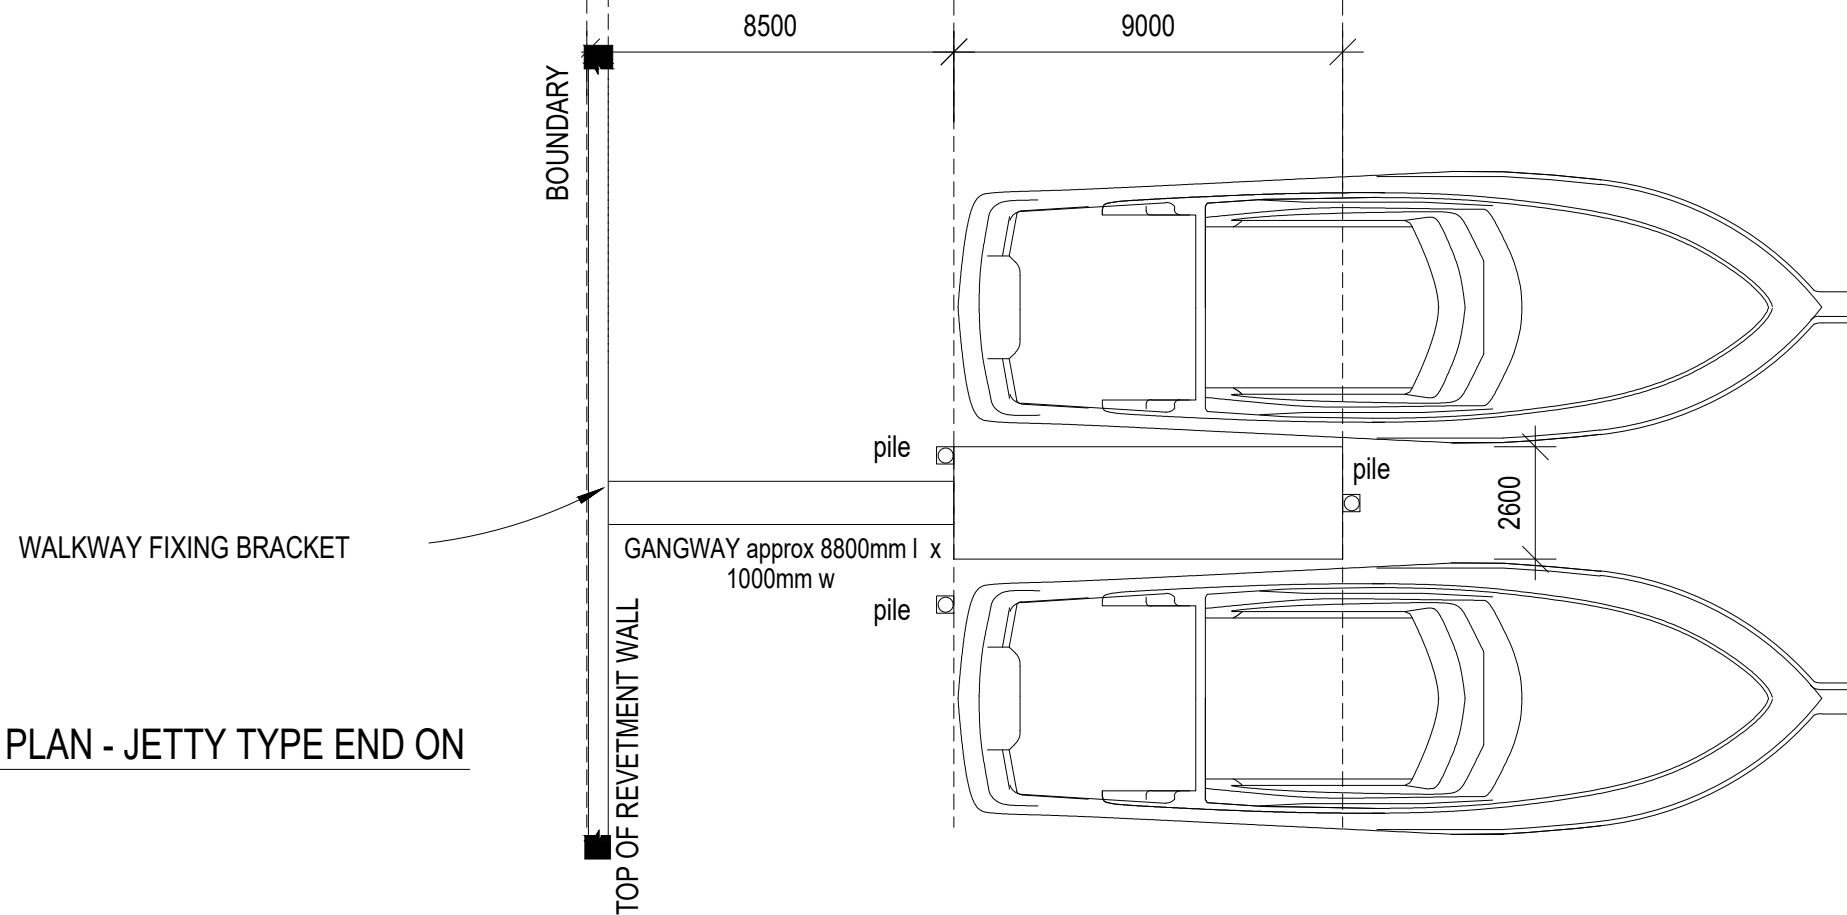 8500
9000
BOUNDARY
pile
pile
2600
WALKWAY FIXING BRACKET
GANGWAY approx 8800mm l x
1000mm w
pile
TOP OF REVETMENT WALL
PLAN - JETTY TYPE END ON